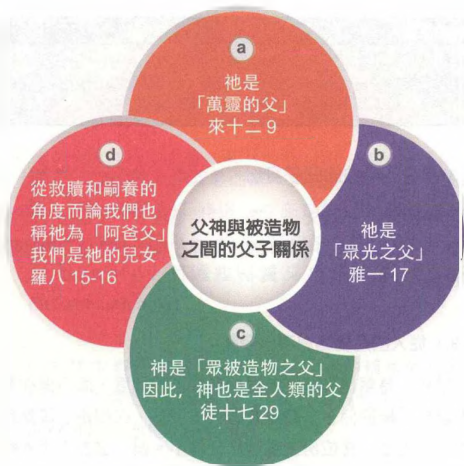 a
祂是
「萬靈的父」
來十二 9
b
祂是
「眾光之父」
雅一 17
c
神是「眾被造物之父」
因此，神也是全人類的父
徒十七 29
d
從救贖和嗣養的
角度而論我們也
稱祂為「阿爸父」
我們是祂的兒女
羅八 15-16
父神與被造物
之間的父子關係